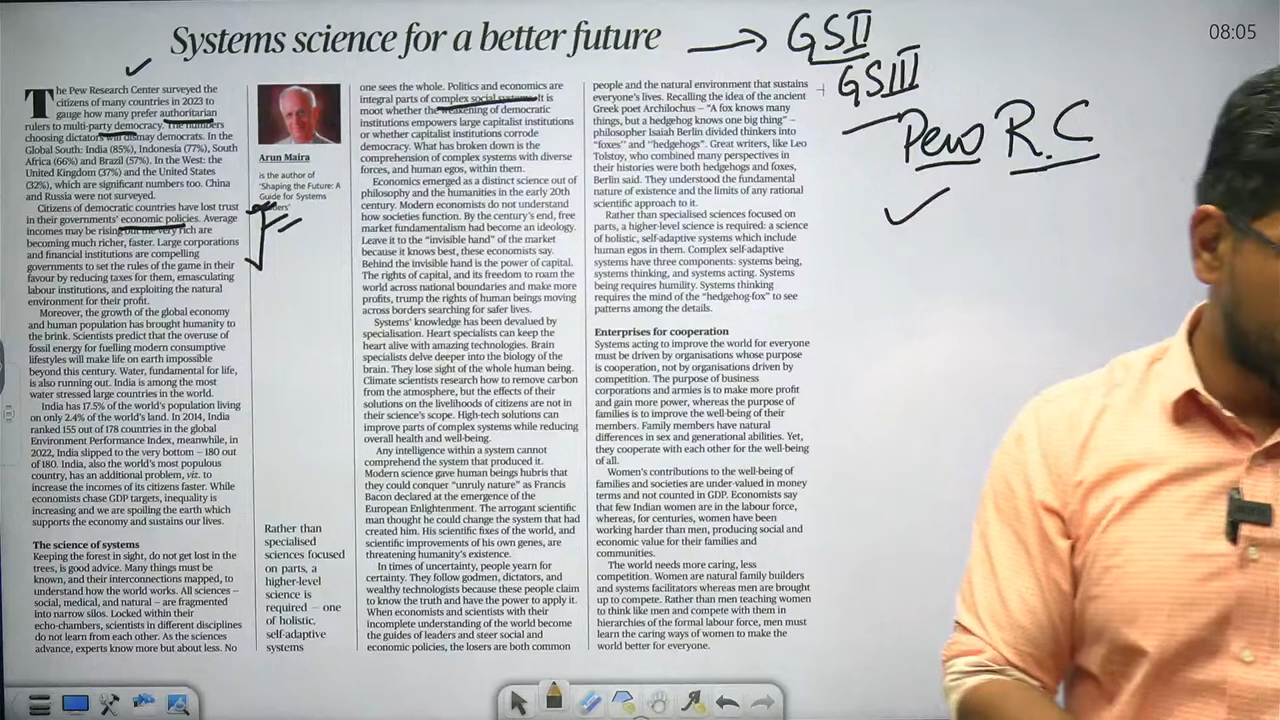 Systems science for a better future
GSII
GSIII
Pew R.C
08:05
The Pew Research Center surveyed the
citizens of many countries in 2023 to
gauge how many prefer authoritarian
rulers to multi-party democracy. The numbers
choosing dictators will dismay democrats. In the
Global South: India (85%), Indonesia (77%), South
Africa (66%) and Brazil (57%). In the West: the
United Kingdom (37%) and the United States
(32%), which are significant numbers too. China
and Russia were not surveyed.
Citizens of democratic countries have lost trust
in their governments' economic policies. Average
incomes may be rising but the very rich are
becoming much richer, faster. Large corporations
and financial institutions are compelling
governments to set the rules of the game in their
favour by reducing taxes for them, emasculating
labour institutions, and exploiting the natural
environment for their profit.
Moreover, the growth of the global economy
and human population has brought humanity to
the brink. Scientists predict that the overuse of
fossil energy for fuelling modern consumptive
lifestyles will make life on earth impossible
beyond this century. Water, fundamental for life,
is also running out. India is among the most
water stressed large countries in the world.
India has 17.5% of the world's population living
on only 2.4% of the world's land. In 2014, India
ranked 155 out of 178 countries in the global
Environment Performance Index, meanwhile, in
2022, India slipped to the very bottom – 180 out
of 180. India, also the world's most populous
country, has an additional problem, viz. to
increase the incomes of its citizens faster. While
economists chase GDP targets, inequality is
increasing and we are spoiling the earth which
supports the economy and sustains our lives.
The science of systems
Keeping the forest in sight, do not get lost in the
trees, is good advice. Many things must be
known, and their interconnections mapped, to
understand how the world works. All sciences –
social, medical, and natural – are fragmented
into narrow silos. Locked within their
echo-chambers, scientists in different disciplines
do not learn from each other. As the sciences
advance, experts know more but about less. No
Arun Maira
is the author of
'Shaping the Future: A
Guide for Systems
Rather than
specialised
sciences focused
on parts, a
higher-level
science is
required – one
of holistic,
self-adaptive
systems
one sees the whole. Politics and economics are
integral parts of complex social systems. It is
moot whether the weakening of democratic
institutions empowers large capitalist institutions
or whether capitalist institutions corrode
democracy. What has broken down is the
comprehension of complex systems with diverse
forces, and human egos, within them.
Economics emerged as a distinct science out of
philosophy and the humanities in the early 20th
century. Modern economists do not understand
how societies function. By the century's end, free
market fundamentalism had become an ideology.
Leave it to the "invisible hand" of the market
because it knows best, these economists say.
Behind the invisible hand is the power of capital.
The rights of capital, and its freedom to roam the
world across national boundaries and make more
profits, trump the rights of human beings moving
across borders searching for safer lives.
Systems' knowledge has been devalued by
specialisation. Heart specialists can keep the
heart alive with amazing technologies. Brain
specialists delve deeper into the biology of the
brain. They lose sight of the whole human being.
Climate scientists research how to remove carbon
from the atmosphere, but the effects of their
solutions on the livelihoods of citizens are not in
their science's scope. High-tech solutions can
improve parts of complex systems while reducing
overall health and well-being.
Any intelligence within a system cannot
comprehend the system that produced it.
Modern science gave human beings hubris that
they could conquer "unruly nature" as Francis
Bacon declared at the emergence of the
European Enlightenment. The arrogant scientific
man thought he could change the system that had
created him. His scientific fixes of the world, and
scientific improvements of his own genes, are
threatening humanity's existence.
In times of uncertainty, people yearn for
certainty. They follow godmen, dictators, and
wealthy technologists because these people claim
to know the truth and have the power to apply it.
When economists and scientists with their
incomplete understanding of the world become
the guides of leaders and steer social and
economic policies, the losers are both common
people and the natural environment that sustains
everyone's lives. Recalling the idea of the ancient
Greek poet Archilochus – "A fox knows many
things, but a hedgehog knows one big thing" –
philosopher Isaiah Berlin divided thinkers into
"foxes" and "hedgehogs". Great writers, like Leo
Tolstoy, who combined many perspectives in
their histories were both hedgehogs and foxes,
Berlin said. They understood the fundamental
nature of existence and the limits of any rational
scientific approach to it.
Rather than specialised sciences focused on
parts, a higher-level science is required: a science
of holistic, self-adaptive systems which include
human egos in them. Complex self-adaptive
systems have three components: systems being,
systems thinking, and systems acting. Systems
being requires humility. Systems thinking
requires the mind of the "hedgehog-fox" to see
patterns among the details.
Enterprises for cooperation
Systems acting to improve the world for everyone
must be driven by organisations whose purpose
is cooperation, not by organisations driven by
competition. The purpose of business
corporations and armies is to make more profit
and gain more power, whereas the purpose of
families is to improve the well-being of their
members. Family members have natural
differences in sex and generational abilities. Yet,
they cooperate with each other for the well-being
of all.
Women's contributions to the well-being of
families and societies are under-valued in money
terms and not counted in GDP. Economists say
that few Indian women are in the labour force,
whereas, for centuries, women have been
working harder than men, producing social and
economic value for their families and
communities.
The world needs more caring, less
competition. Women are natural family builders
and systems facilitators whereas men are brought
up to compete. Rather than men teaching women
to think like men and compete with them in
hierarchies of the formal labour force, men must
learn the caring ways of women to make the
world better for everyone.